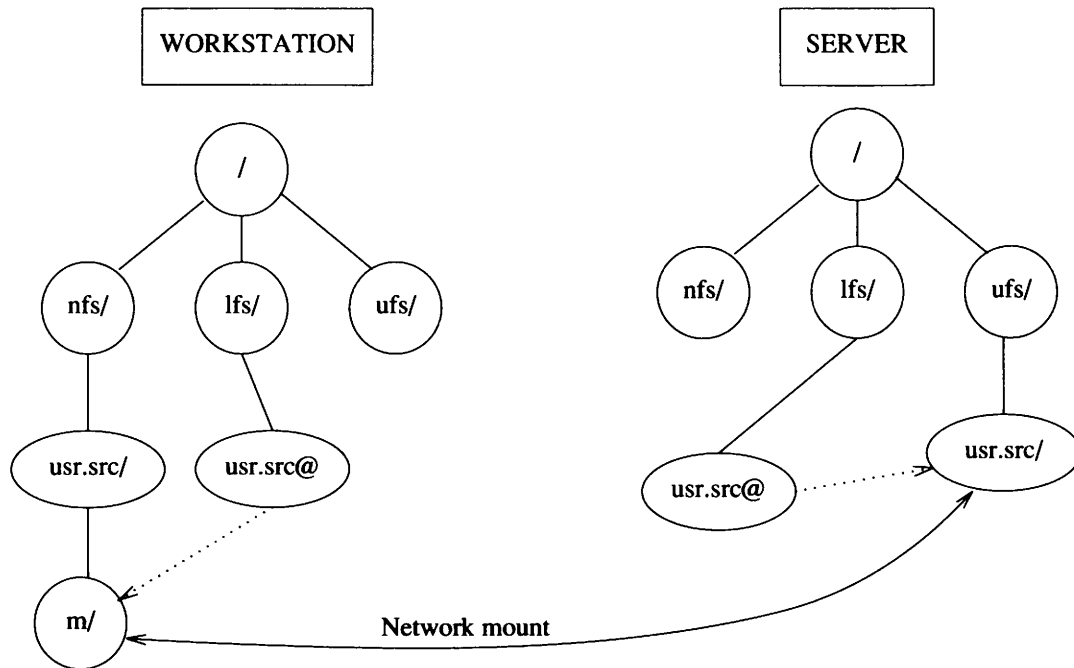 WORKSTATION
SERVER
/
/
nfs/
lfs/
ufs/
nfs/
lfs/
ufs/
usr.src/
usr.src@
usr.src@
usr.src/
m/
Network mount